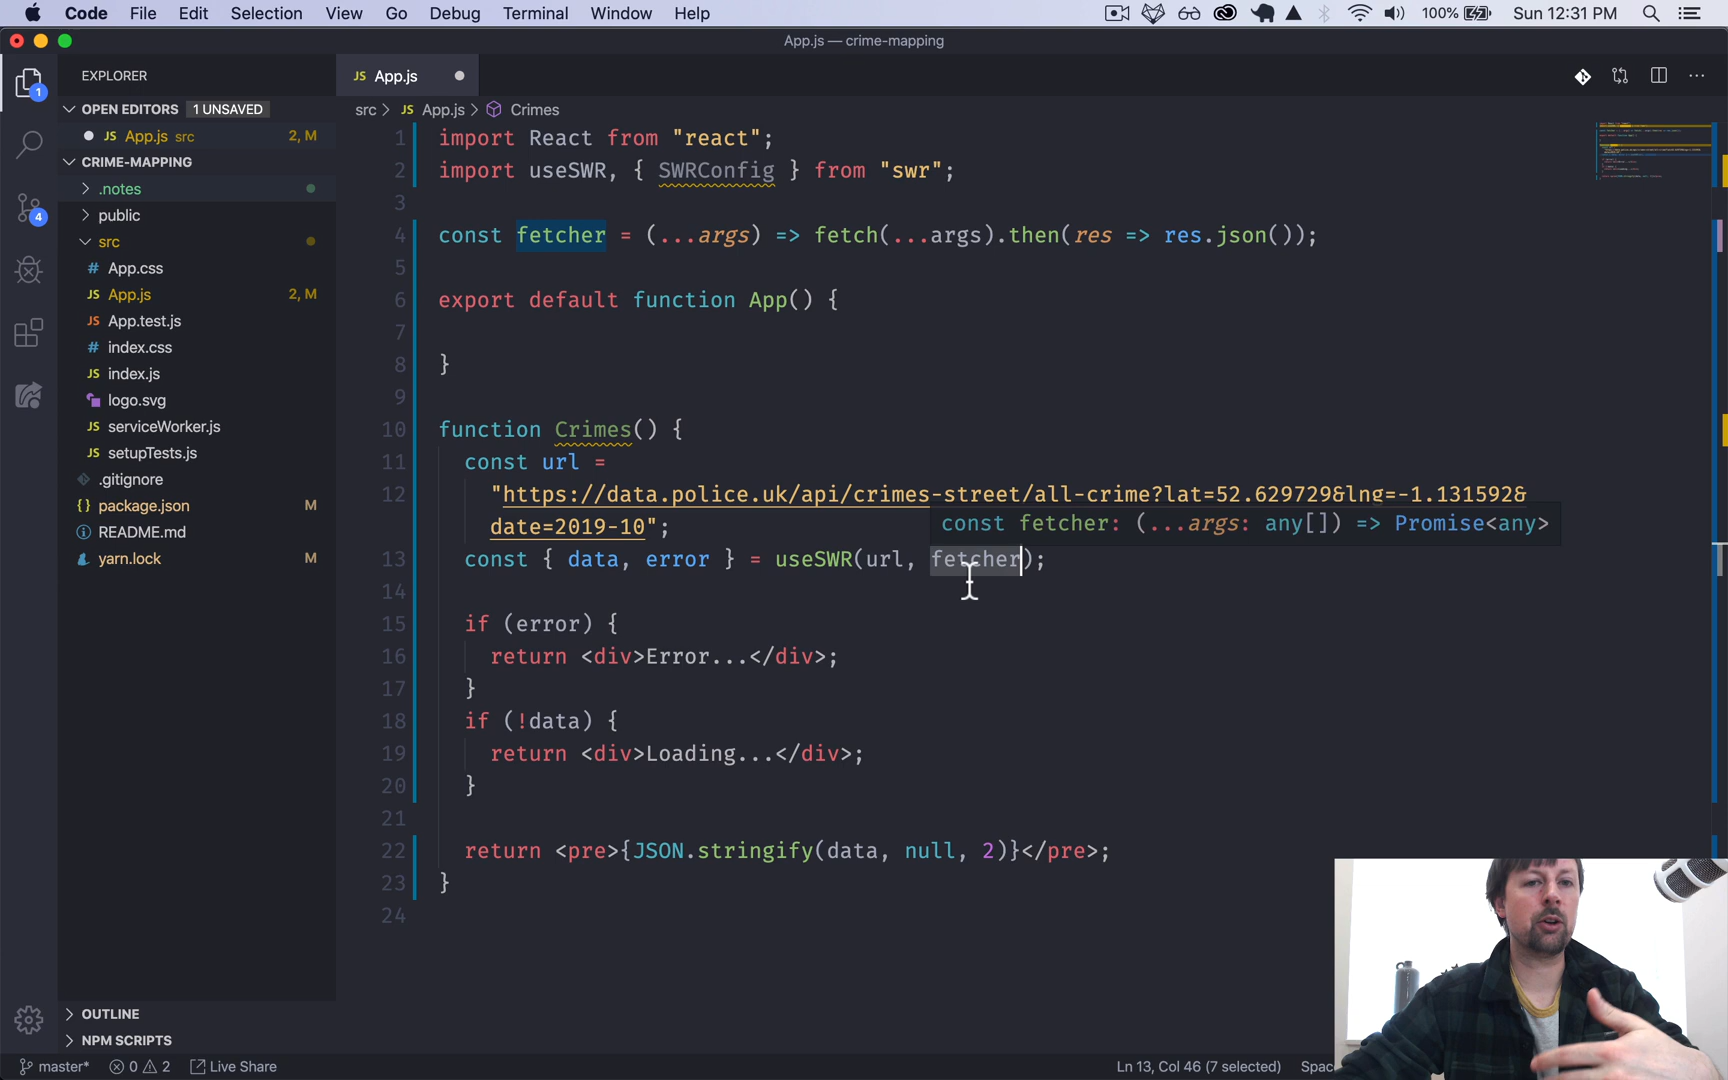 Code File Edit Selection View Go Debug Terminal Window Help 100% Sun 12:31 PM
App.js — crime-mapping
EXPLORER
JS App.js
OPEN EDITORS 1 UNSAVED
src > JS App.js > Crimes
JS App.js src 2, M
CRIME-MAPPING
.notes
public
src
# App.css
JS App.js 2, M
JS App.test.js
# index.css
JS index.js
logo.svg
JS serviceWorker.js
JS setupTests.js
.gitignore
{} package.json M
README.md
yarn.lock M
OUTLINE
NPM SCRIPTS
1
4
1 import React from "react";
2 import useSWR, { SWRConfig } from "swr";
3
4 const fetcher = (...args) => fetch(...args).then(res => res.json());
5
6 export default function App() {
7
8 }
9
10 function Crimes() {
11 const url =
12 "https://data.police.uk/api/crimes-street/all-crime?lat=52.629729&lng=-1.131592&
date=2019-10";
const fetcher: (...args: any[]) => Promise<any>
13 const { data, error } = useSWR(url, fetcher);
14
15 if (error) {
16 return <div>Error...</div>;
17 }
18 if (!data) {
19 return <div>Loading...</div>;
20 }
21
22 return <pre>{JSON.stringify(data, null, 2)}</pre>;
23 }
24
master* 0 2 Live Share Ln 13, Col 46 (7 selected) Spac